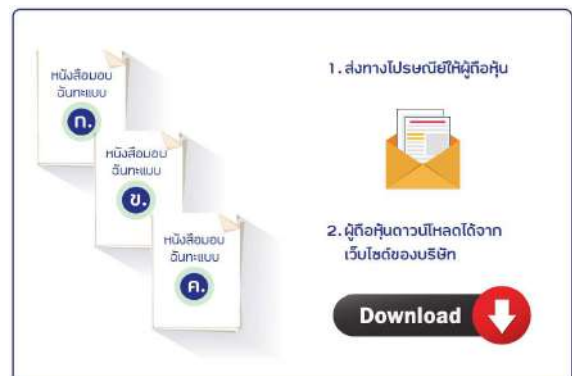 หนังสือมอบ
ฉันทะแบบ
ก.
หนังสือมอบ
ฉันทะแบบ
ข.
หนังสือมอบ
ฉันทะแบบ
ค.
1. ส่งทางไปรษณีย์ให้ผู้ถือหุ้น
2. ผู้ถือหุ้นดาวน์โหลดได้จาก
เว็บไซต์ของบริษัท
Download